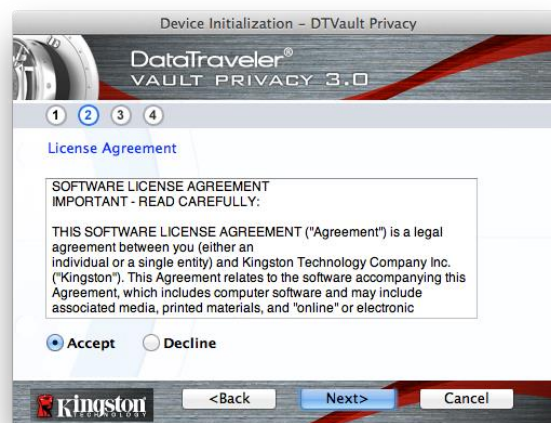 Device Initialization – DTVault Privacy
DataTraveler®
VAULT PRIVACY 3.0
1 2 3 4
License Agreement
SOFTWARE LICENSE AGREEMENT
IMPORTANT - READ CAREFULLY:
THIS SOFTWARE LICENSE AGREEMENT ("Agreement") is a legal
agreement between you (either an
individual or a single entity) and Kingston Technology Company Inc.
("Kingston"). This Agreement relates to the software accompanying this
Agreement, which includes computer software and may include
associated media, printed materials, and "online" or electronic
Accept Decline
Kingston
TECHNOLOGY
<Back Next> Cancel